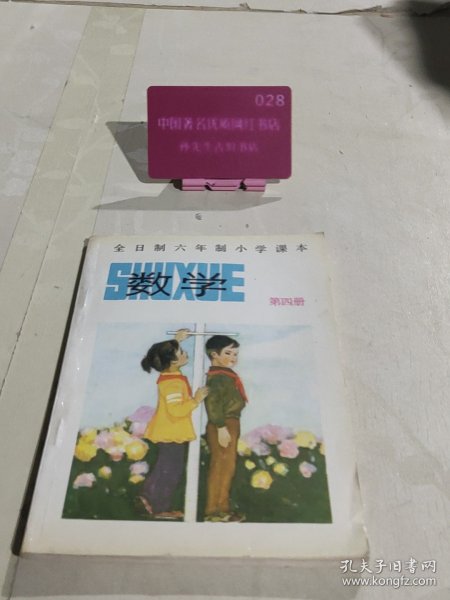 028
中国著名优质网红书店
孙先生古旧书店
全日制六年制小学课本
SHUXUE
数学
第四册
孔夫子旧书网
www.kongfz.com